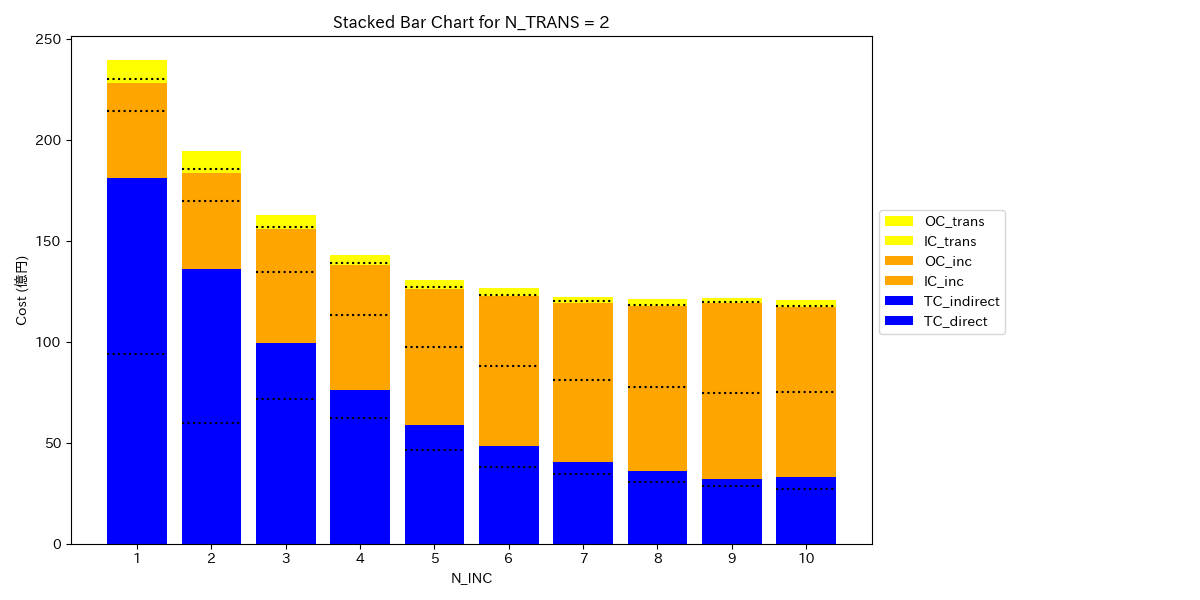 Stacked Bar Chart for N_TRANS = 2
250
200
150
100
50
0
Cost (億円)
1 2 3 4 5 6 7 8 9 10
N_INC
OC_trans
IC_trans
OC_inc
IC_inc
TC_indirect
TC_direct